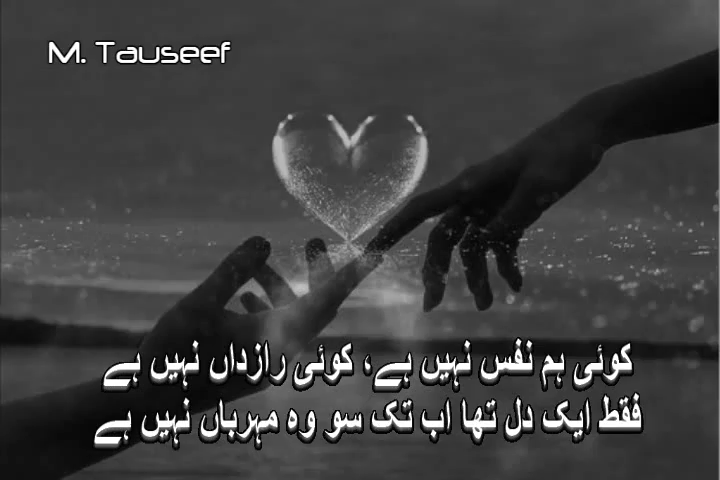 M. Tauseef
کوئی ہم نفس نہیں ہے، کوئی رازداں نہیں ہے
فقط ایک دل تھا اب تک سو وہ مہرباں نہیں ہے